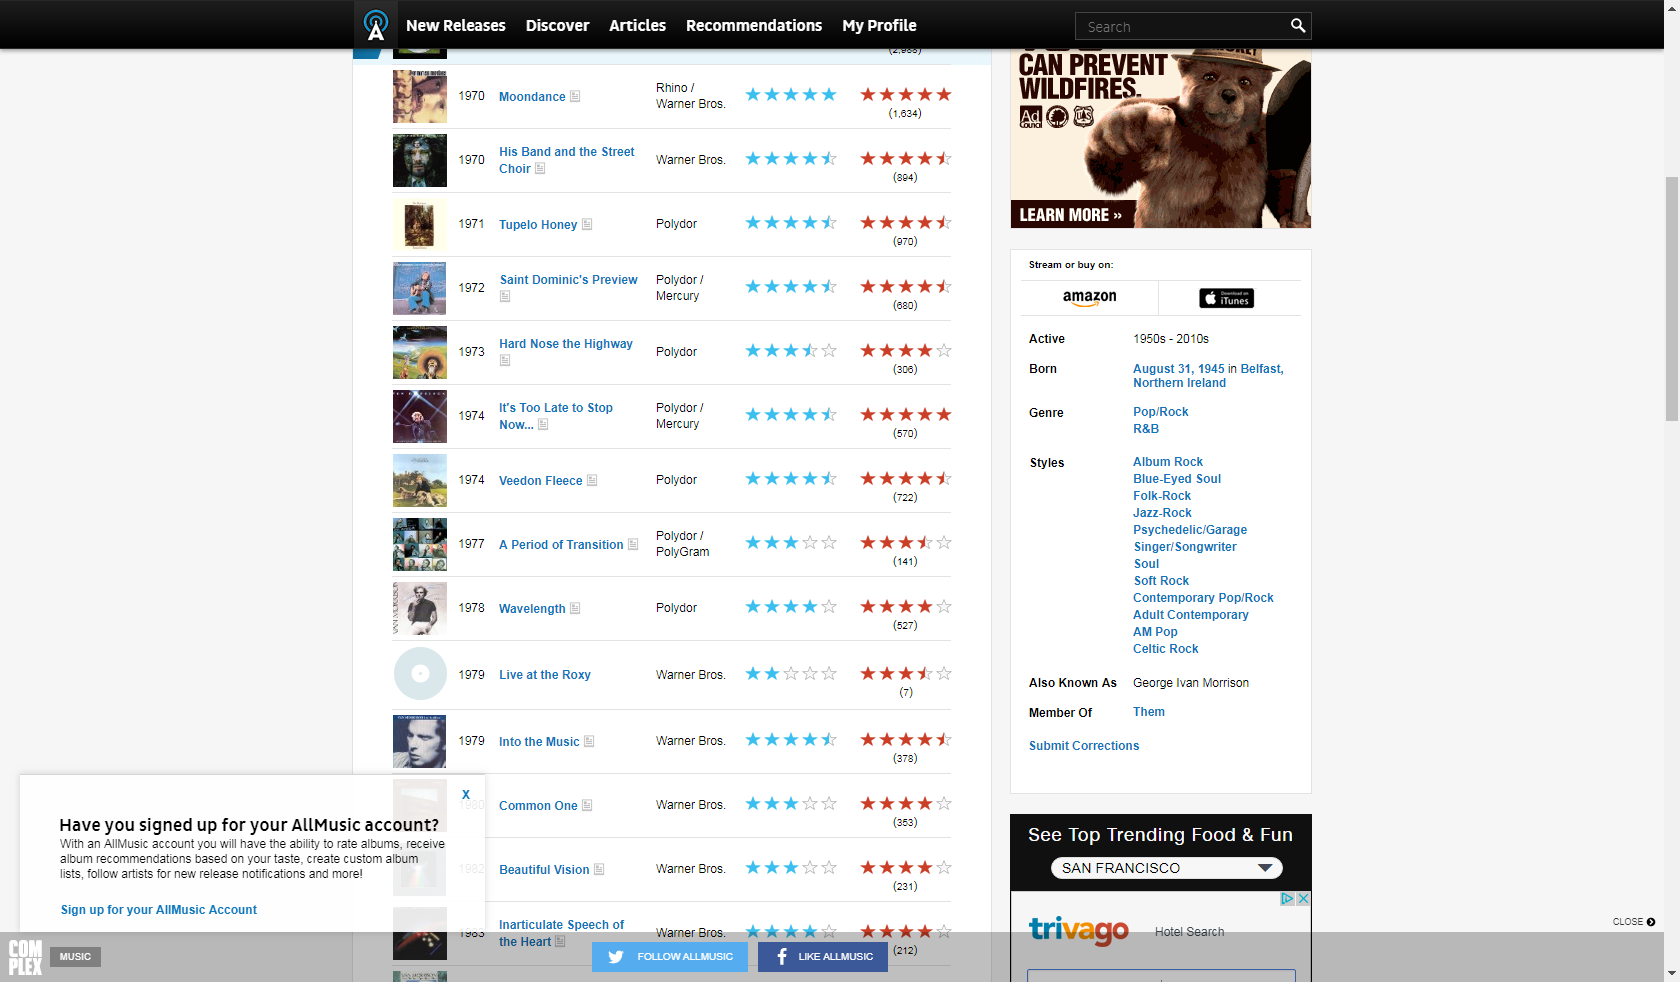 New Releases
Discover
Articles
Recommendations
My Profile
Search
1970
Moondance
Rhino /
Warner Bros.
(1,634)
1970
His Band and the Street
Choir
Warner Bros.
(894)
1971
Tupelo Honey
Polydor
(970)
1972
Saint Dominic's Preview
Polydor /
Mercury
(680)
1973
Hard Nose the Highway
Polydor
(306)
1974
It's Too Late to Stop
Now...
Polydor /
Mercury
(570)
1974
Veedon Fleece
Polydor
(722)
1977
A Period of Transition
Polydor /
PolyGram
(141)
1978
Wavelength
Polydor
(527)
1979
Live at the Roxy
Warner Bros.
(7)
1979
Into the Music
Warner Bros.
(378)
1980
Common One
Warner Bros.
(353)
1982
Beautiful Vision
Warner Bros.
(231)
1983
Inarticulate Speech of
the Heart
Warner Bros.
(212)
X
Have you signed up for your AllMusic account?
With an AllMusic account you will have the ability to rate albums, receive
album recommendations based on your taste, create custom album
lists, follow artists for new release notifications and more!
Sign up for your AllMusic Account
CAN PREVENT
WILDFIRES.
Ad
COUNCIL
LEARN MORE »
Stream or buy on:
amazon
Download on
iTunes
Active
1950s - 2010s
Born
August 31, 1945 in Belfast,
Northern Ireland
Genre
Pop/Rock
R&B
Styles
Album Rock
Blue-Eyed Soul
Folk-Rock
Jazz-Rock
Psychedelic/Garage
Singer/Songwriter
Soul
Soft Rock
Contemporary Pop/Rock
Adult Contemporary
AM Pop
Celtic Rock
Also Known As
George Ivan Morrison
Member Of
Them
Submit Corrections
See Top Trending Food & Fun
SAN FRANCISCO
trivago
Hotel Search
CLOSE
COM
PLEX
MUSIC
FOLLOW ALLMUSIC
LIKE ALLMUSIC